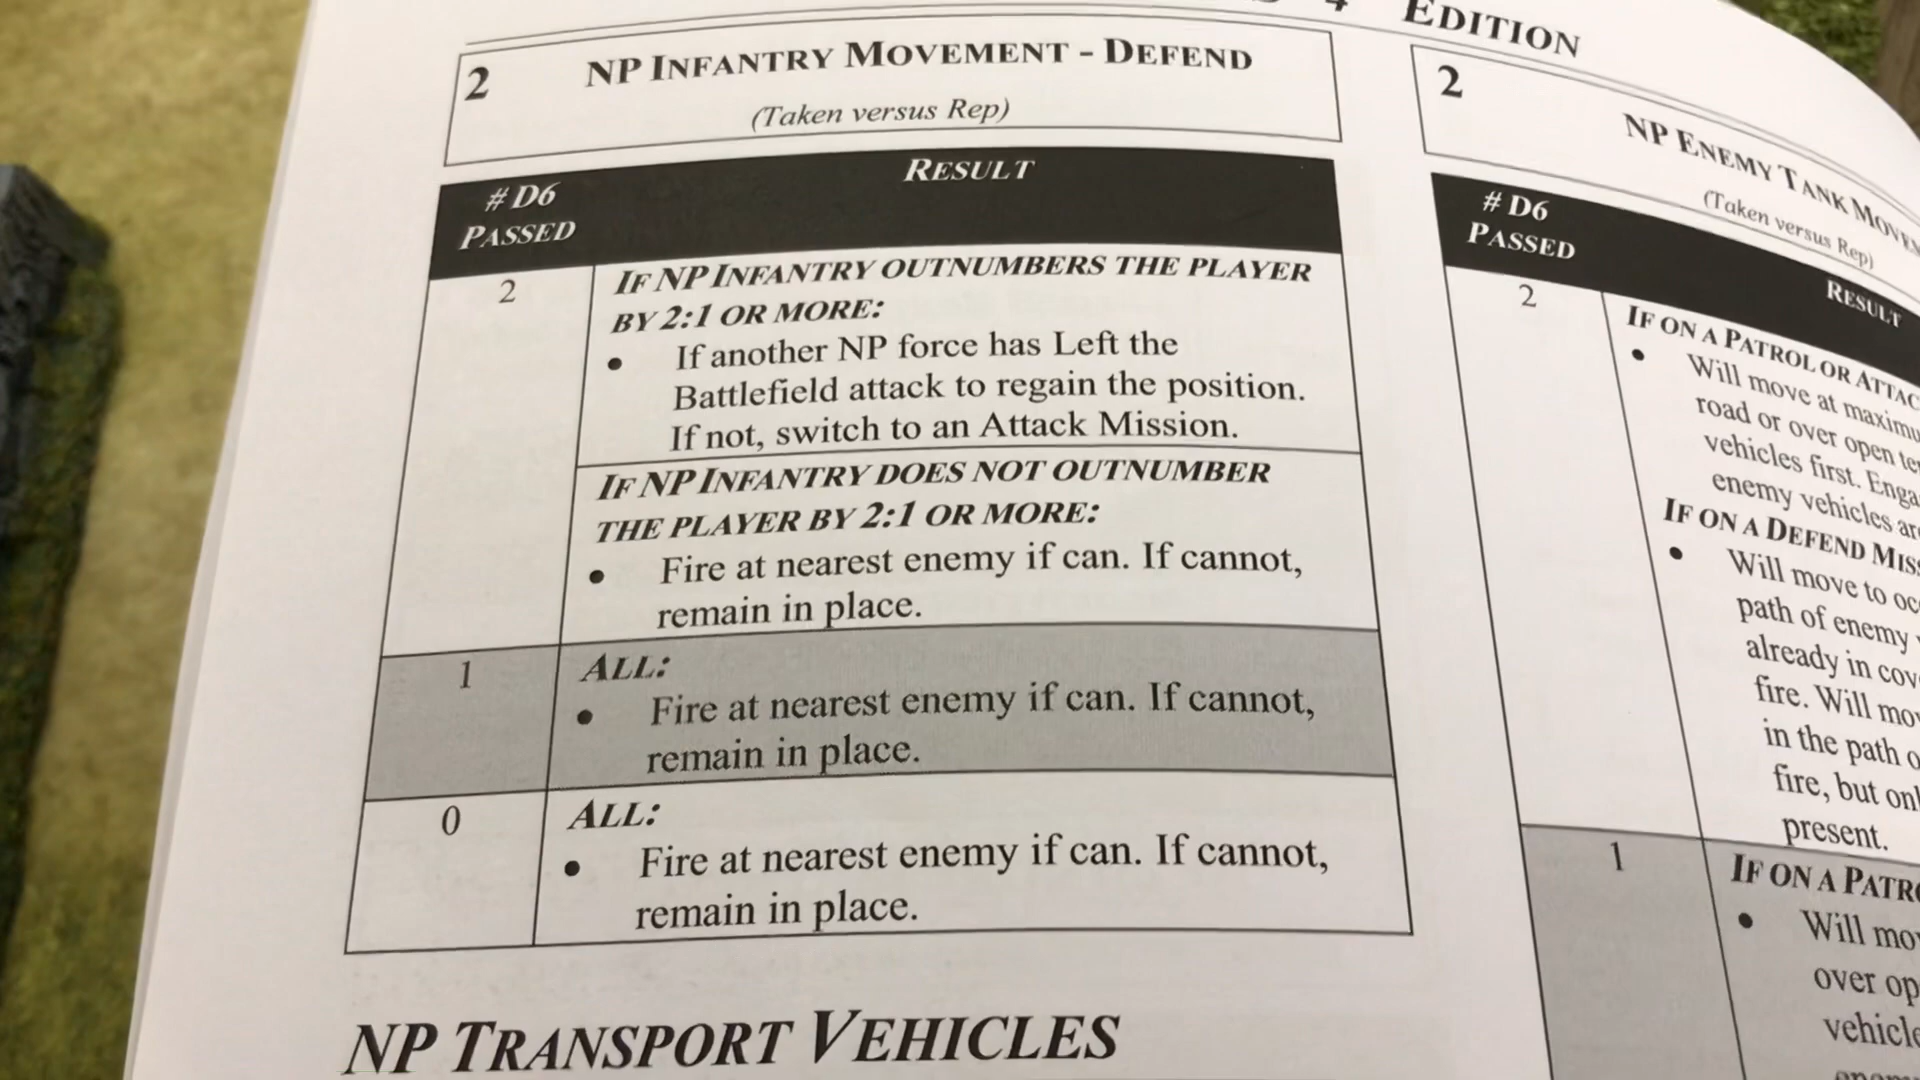 4
EDITION
2
NP INFANTRY MOVEMENT - DEFEND
(Taken versus Rep)
# D6
PASSED
RESULT
2
IF NP INFANTRY OUTNUMBERS THE PLAYER
BY 2:1 OR MORE:
• If another NP force has Left the
Battlefield attack to regain the position.
If not, switch to an Attack Mission.
IF NP INFANTRY DOES NOT OUTNUMBER
THE PLAYER BY 2:1 OR MORE:
• Fire at nearest enemy if can. If cannot,
remain in place.
1
ALL:
• Fire at nearest enemy if can. If cannot,
remain in place.
0
ALL:
• Fire at nearest enemy if can. If cannot,
remain in place.
NP TRANSPORT VEHICLES
2
NP ENEMY TANK
(Taken versus Rep)
# D6
PASSED
RESULT
2
IF ON A PATROL OR
• Will move at
road or over open
vehicles first.
enemy vehicles
IF ON A DEFEND
• Will move to
path of enemy
already in
fire. Will
in the path
fire, but
present.
1
IF ON A
• Will
over